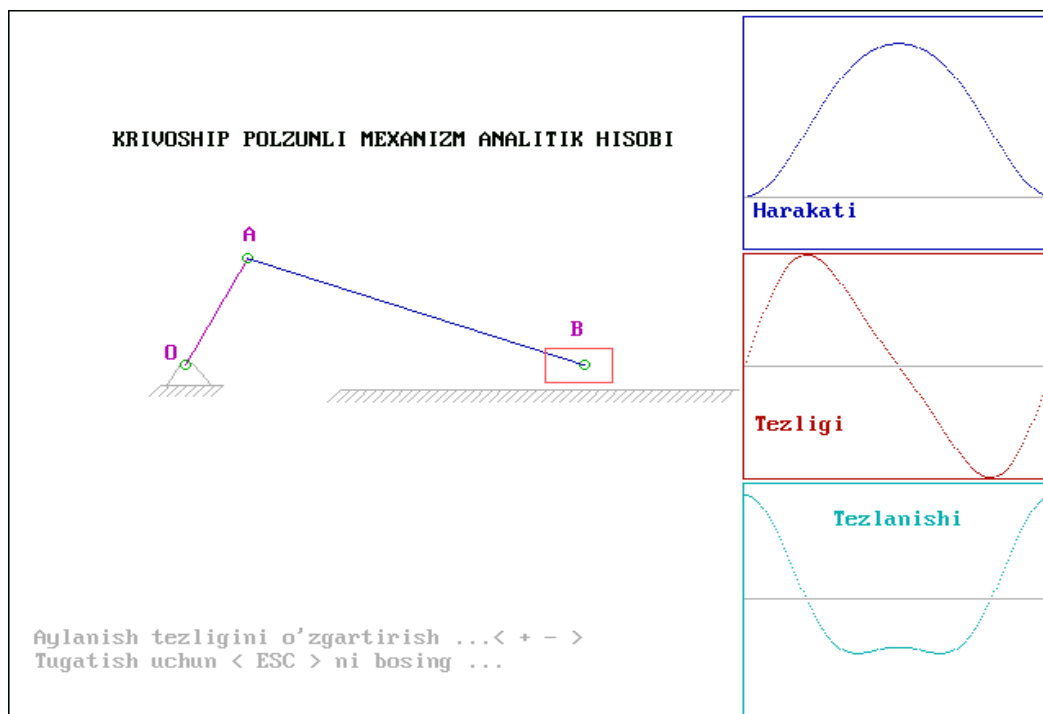 KRIVOSHIP POLZUNLI MEXANIZM ANALITIK HISOBI
A
O
B
Harakati
Tezligi
Tezlanishi
Aylanish tezligini o'zgartirish ...< + - >
Tugatish uchun < ESC > ni bosing ...